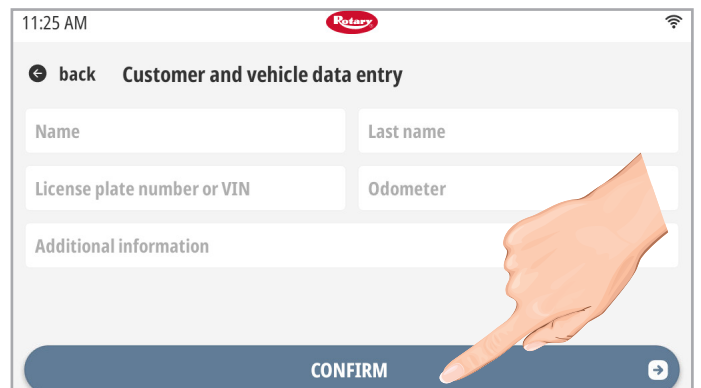 11:25 AM Rotary
back Customer and vehicle data entry
Name Last name
License plate number or VIN Odometer
Additional information
CONFIRM